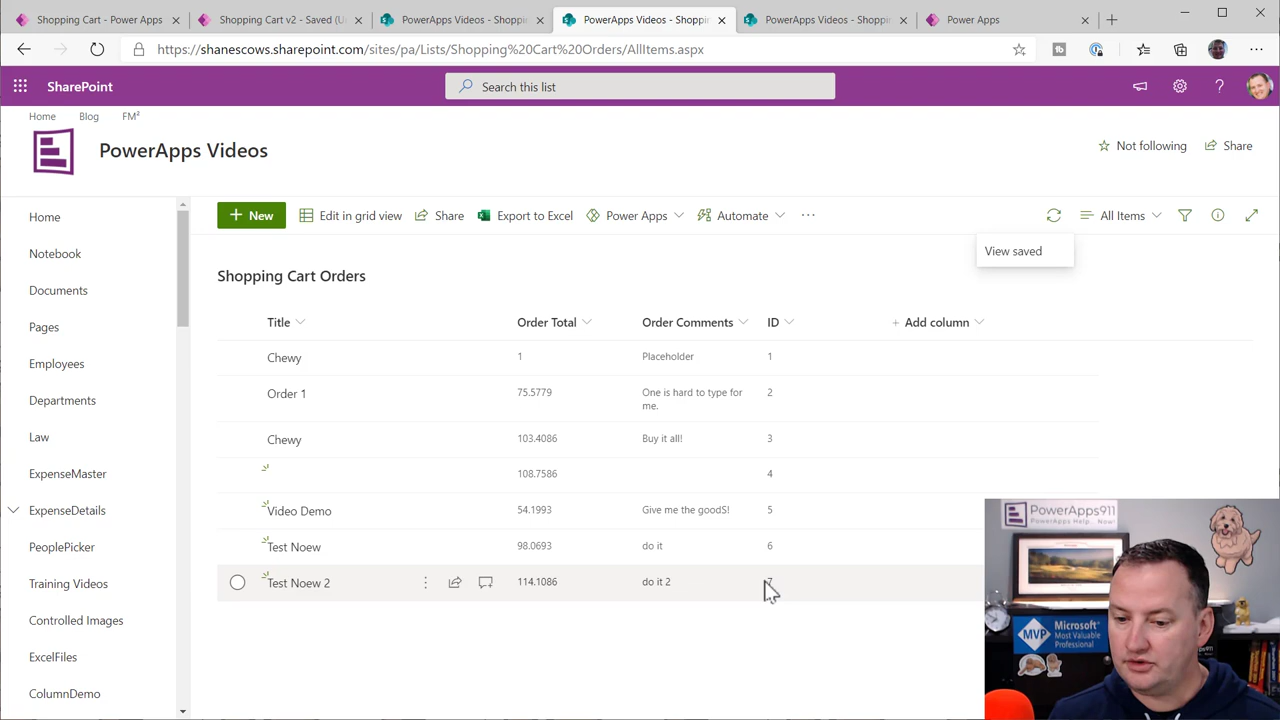 Shopping Cart - Power Apps
Shopping Cart v2 - Saved (U
PowerApps Videos - Shoppi
PowerApps Videos - Shoppi
PowerApps Videos - Shoppi
Power Apps
https://shanescows.sharepoint.com/sites/pa/Lists/Shopping%20Cart%20Orders/AllItems.aspx
SharePoint
Search this list
Home Blog FM²
PowerApps Videos
Not following
Share
New
Edit in grid view
Share
Export to Excel
Power Apps
Automate
All Items
View saved
Home
Notebook
Documents
Pages
Employees
Departments
Law
ExpenseMaster
ExpenseDetails
PeoplePicker
Training Videos
Controlled Images
ExcelFiles
ColumnDemo
Shopping Cart Orders
Title Order Total Order Comments ID + Add column
Chewy 1 Placeholder 1
Order 1 75.5779 One is hard to type for me. 2
Chewy 103.4086 Buy it all! 3
108.7586 4
Video Demo 54.1993 Give me the goodS! 5
Test Noew 98.0693 do it 6
Test Noew 2 114.1086 do it 2 7
PowerApps911
PowerApps Help... Now!
Microsoft
Most Valuable
Professional
MVP